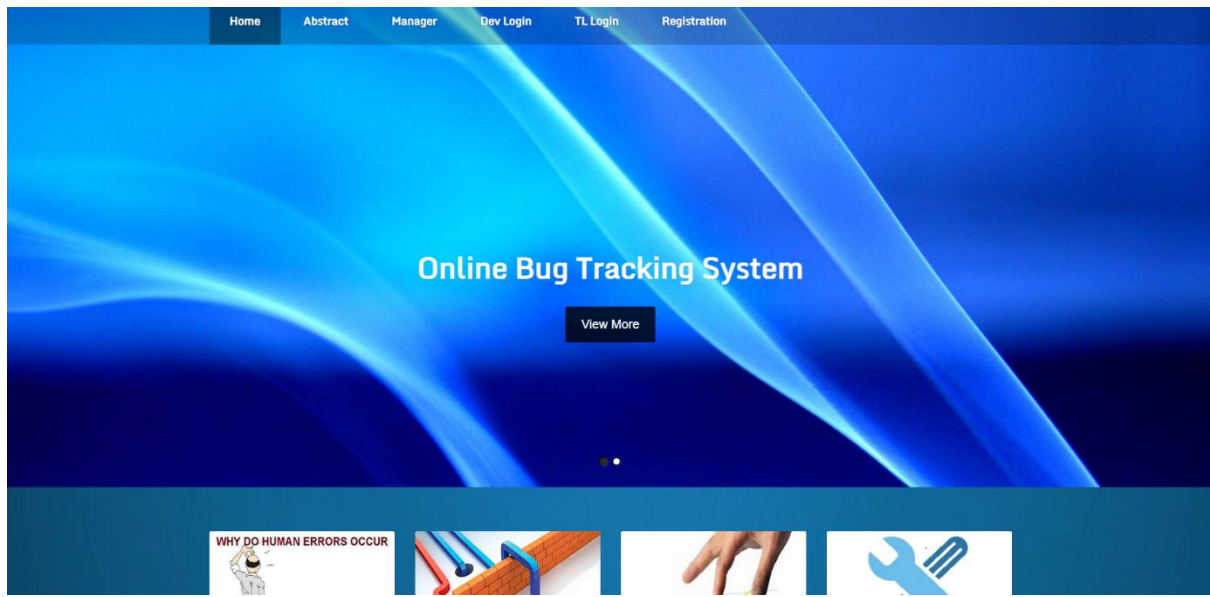 Home Abstract Manager Dev Login TL Login Registration
Online Bug Tracking System
View More
WHY DO HUMAN ERRORS OCCUR